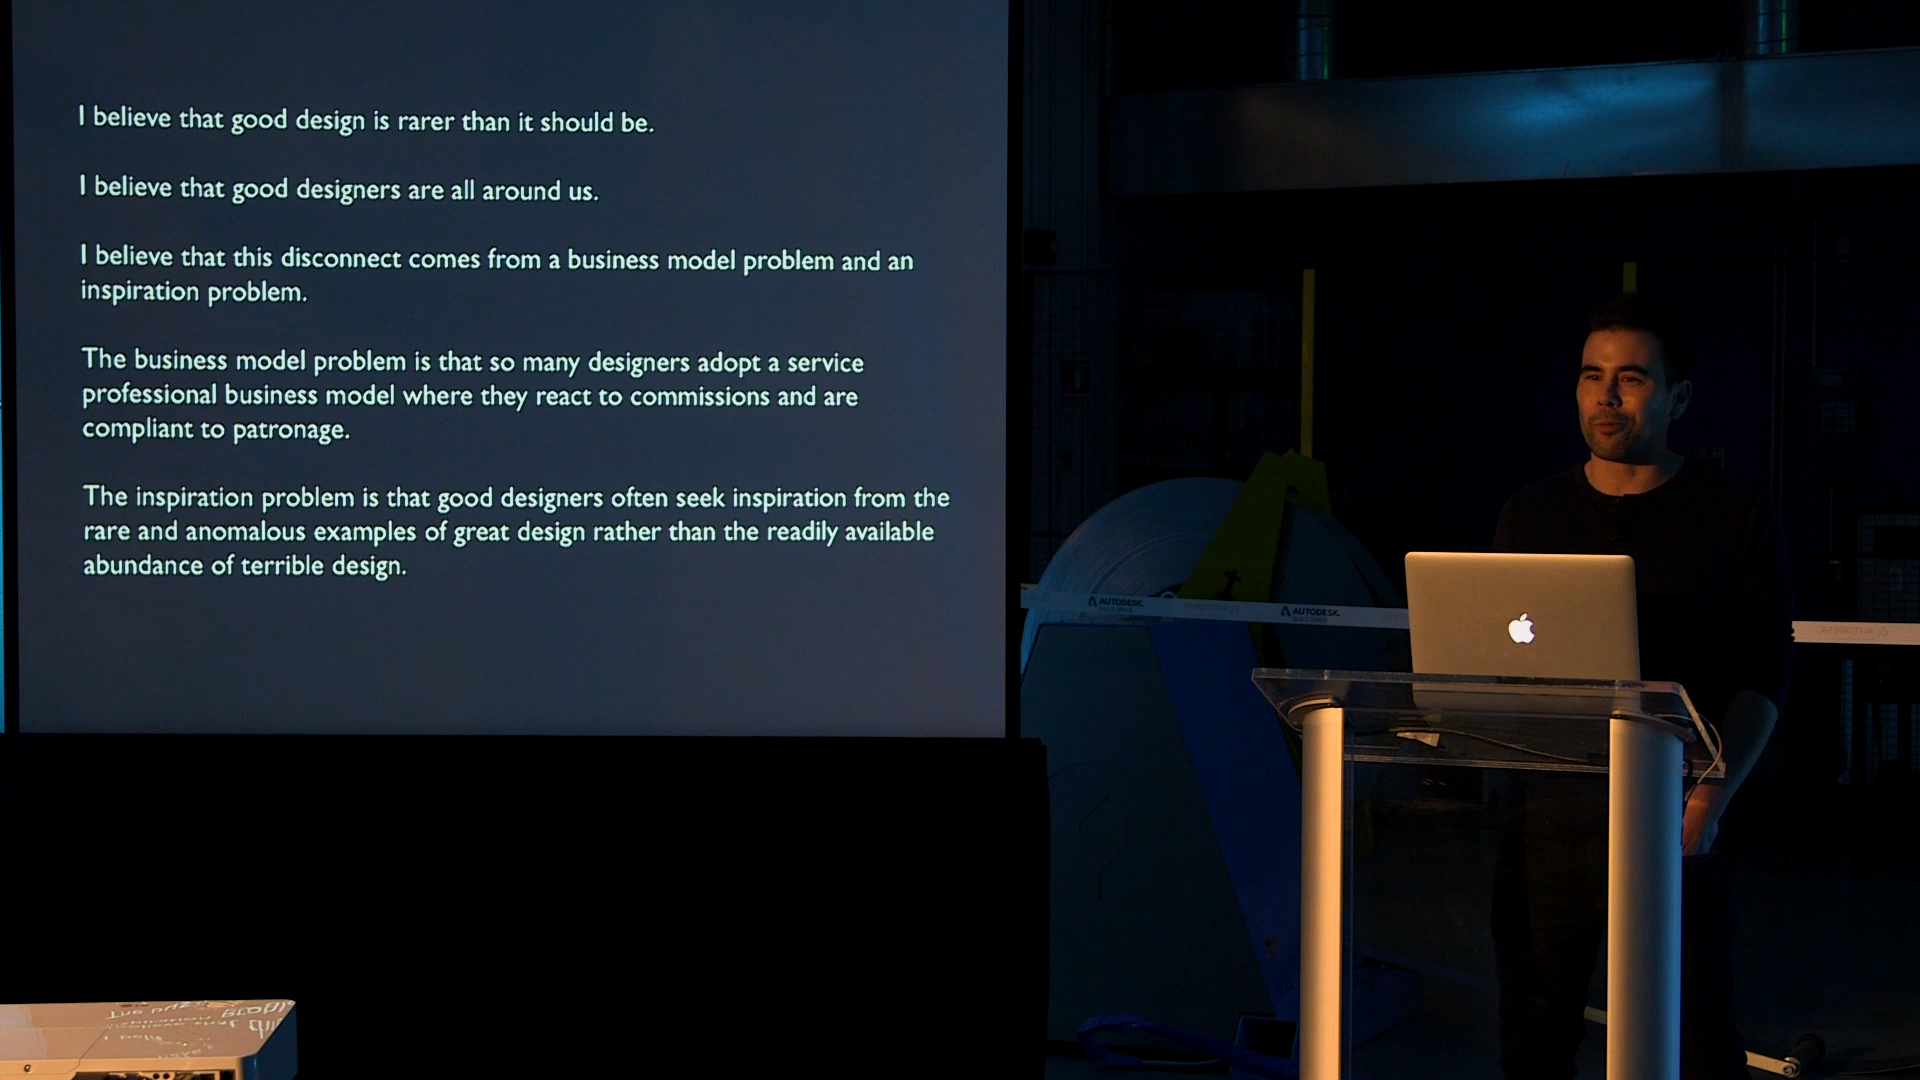 I believe that good design is rarer than it should be.
I believe that good designers are all around us.
I believe that this disconnect comes from a business model problem and an
inspiration problem.
The business model problem is that so many designers adopt a service
professional business model where they react to commissions and are
compliant to patronage.
The inspiration problem is that good designers often seek inspiration from the
rare and anomalous examples of great design rather than the readily available
abundance of terrible design.
AUTODESK.
AUTODESK.